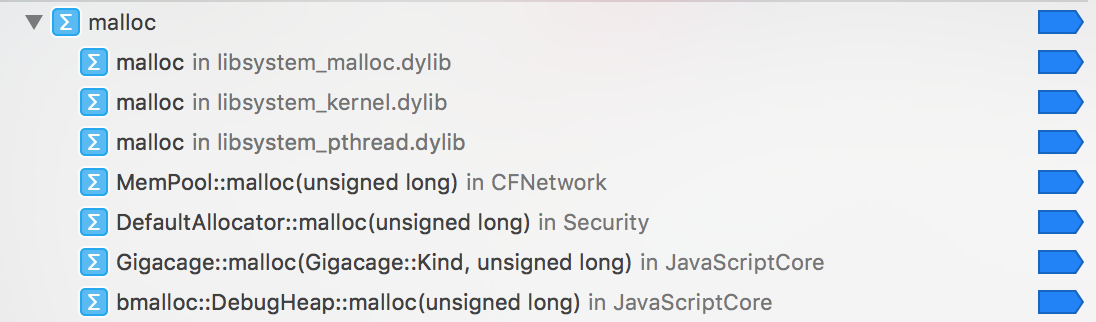 Σ malloc
Σ malloc in libsystem_malloc.dylib
Σ malloc in libsystem_kernel.dylib
Σ malloc in libsystem_pthread.dylib
Σ MemPool::malloc(unsigned long) in CFNetwork
Σ DefaultAllocator::malloc(unsigned long) in Security
Σ Gigacage::malloc(Gigacage::Kind, unsigned long) in JavaScriptCore
Σ bmalloc::DebugHeap::malloc(unsigned long) in JavaScriptCore